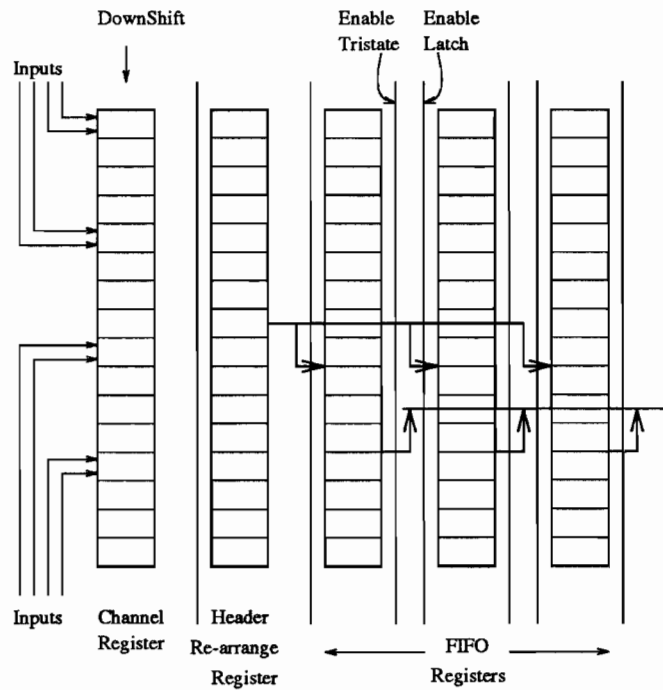 DownShift
Enable
Tristate
Enable
Latch
Inputs
Inputs
Channel
Register
Header
Re-arrange
Register
FIFO
Registers